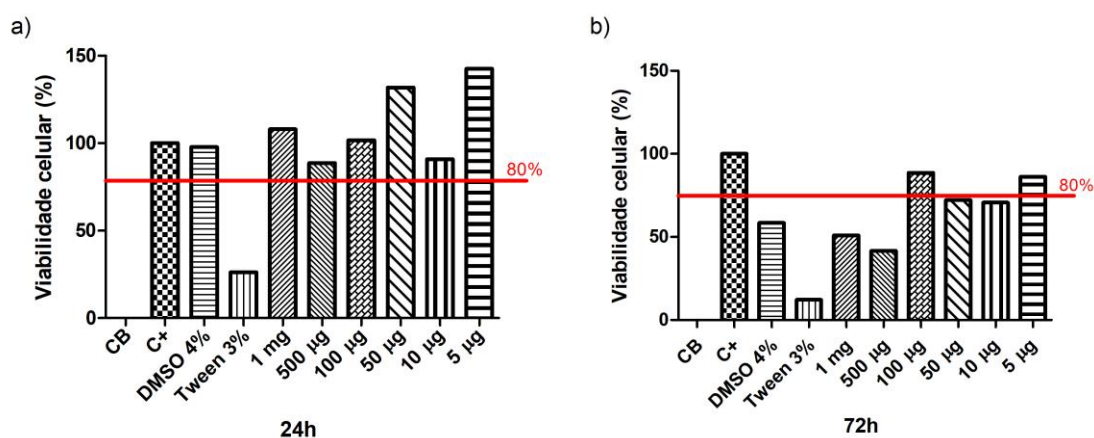 a)
Viabilidade celular (%)
150
100
50
0
80%
CB
C+
DMSO 4%
Tween 3%
1 mg
500 µg
100 µg
50 µg
10 µg
5 µg
24h
b)
Viabilidade celular (%)
150
100
50
0
80%
CB
C+
DMSO 4%
Tween 3%
1 mg
500 µg
100 µg
50 µg
10 µg
5 µg
72h